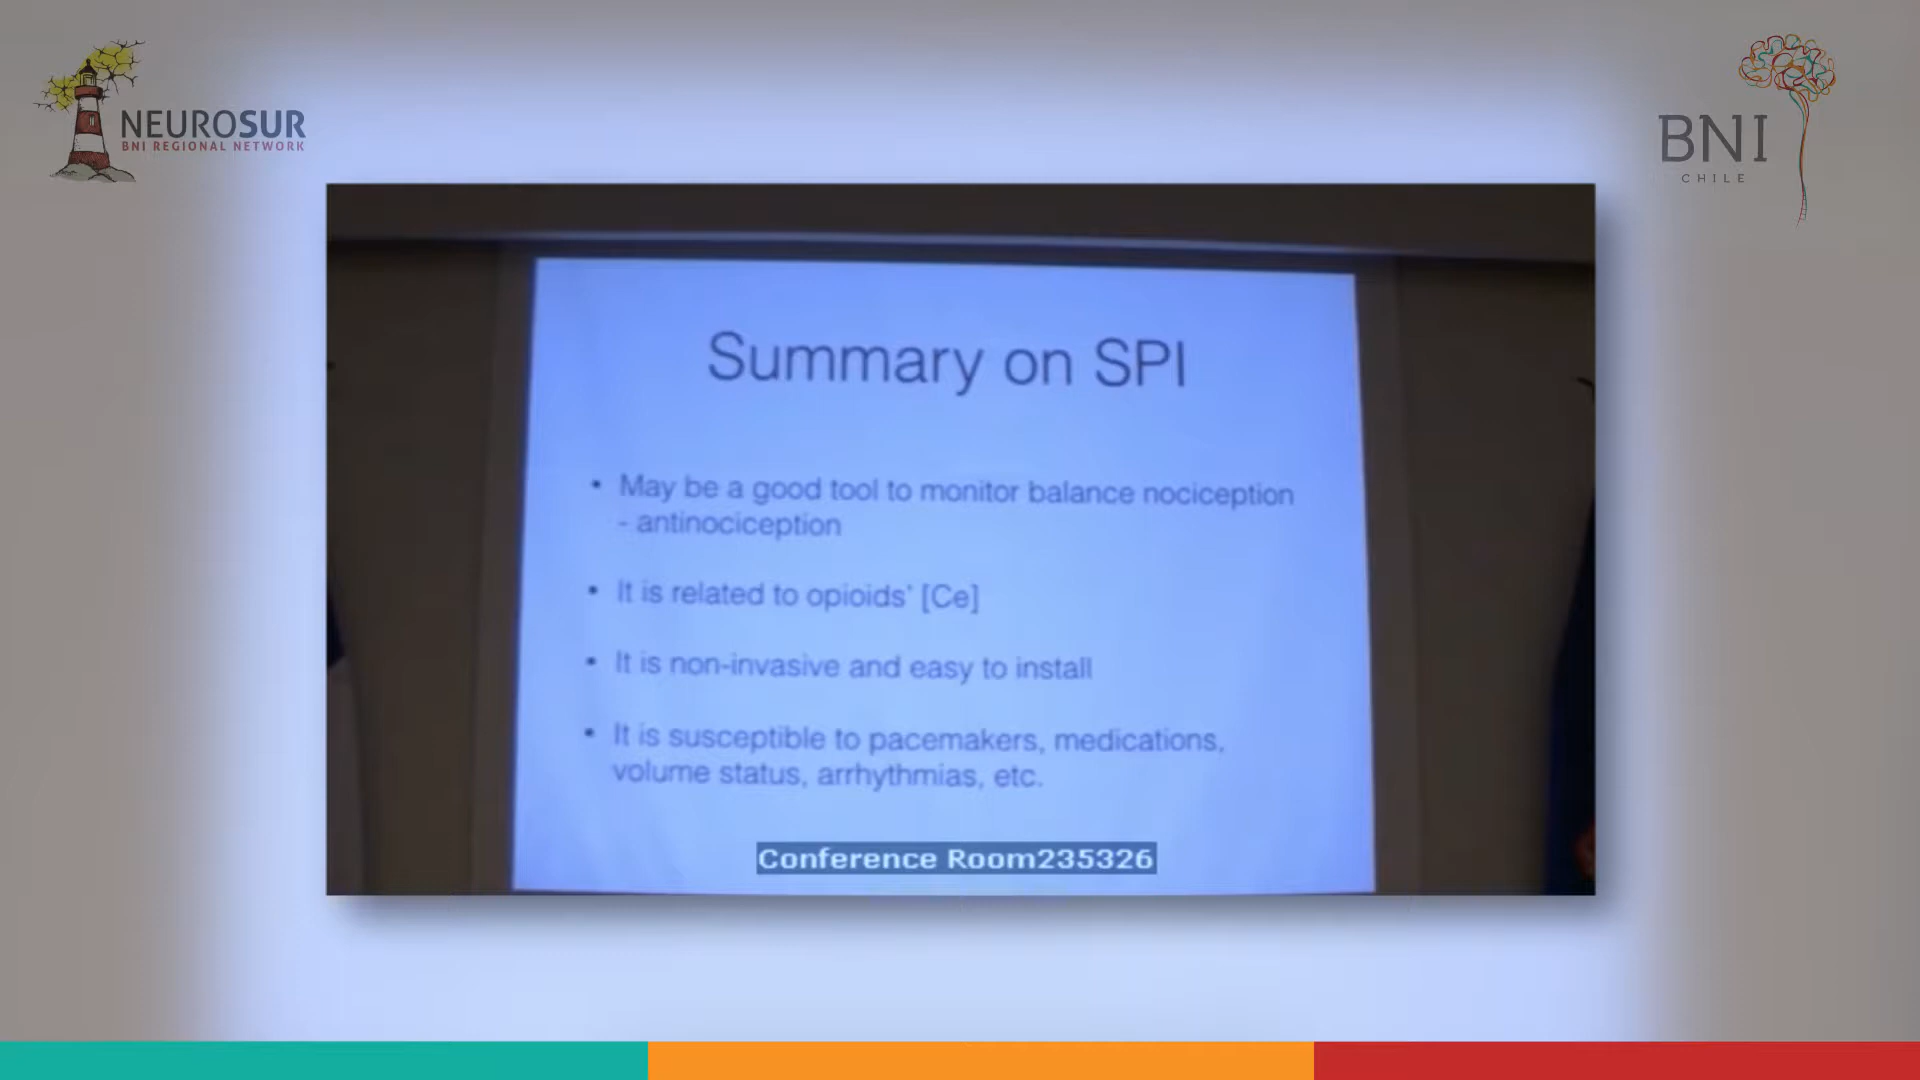 NEUROSUR
BNI REGIONAL NETWORK
BNI
CHILE
Summary on SPI
• May be a good tool to monitor balance nociception
- antinociception
• It is related to opioids' [Ce]
• It is non-invasive and easy to install
• It is susceptible to pacemakers, medications,
volume status, arrhythmias, etc.
Conference Room235326